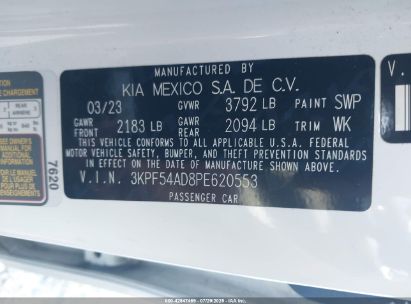 MANUFACTURED BY
KIA MEXICO S.A. DE C.V.
03/23 GVWR 3792 LB PAINT SWP
GAWR FRONT 2183 LB GAWR REAR 2094 LB TRIM WK
THIS VEHICLE CONFORMS TO ALL APPLICABLE U.S.A. FEDERAL
MOTOR VEHICLE SAFETY, BUMPER, AND THEFT PREVENTION STANDARDS
IN EFFECT ON THE DATE OF MANUFACTURE SHOWN ABOVE.
V.I.N. 3KPF54AD8PE620553
PASSENGER CAR
7620
V.